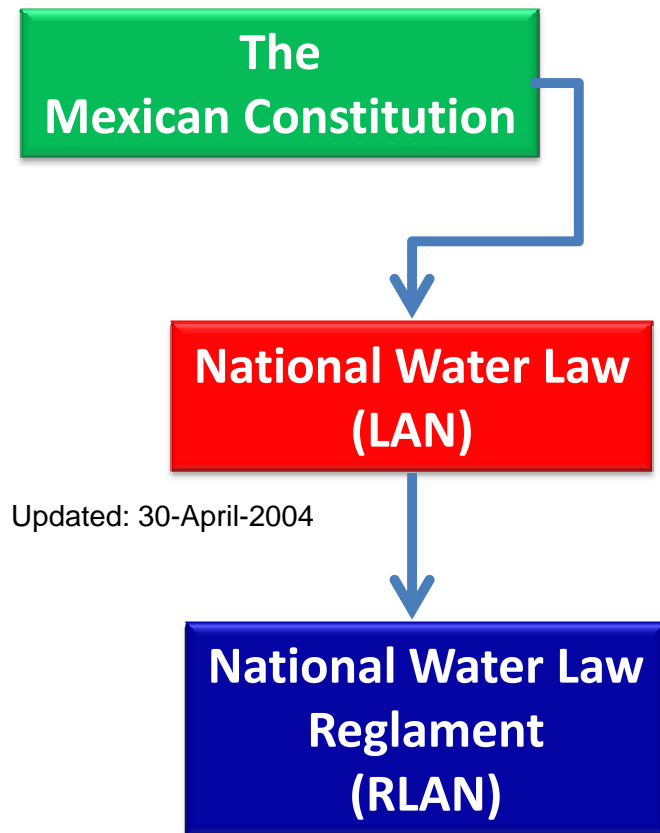 The
Mexican Constitution
National Water Law
(LAN)
Updated: 30-April-2004
National Water Law
Reglament
(RLAN)